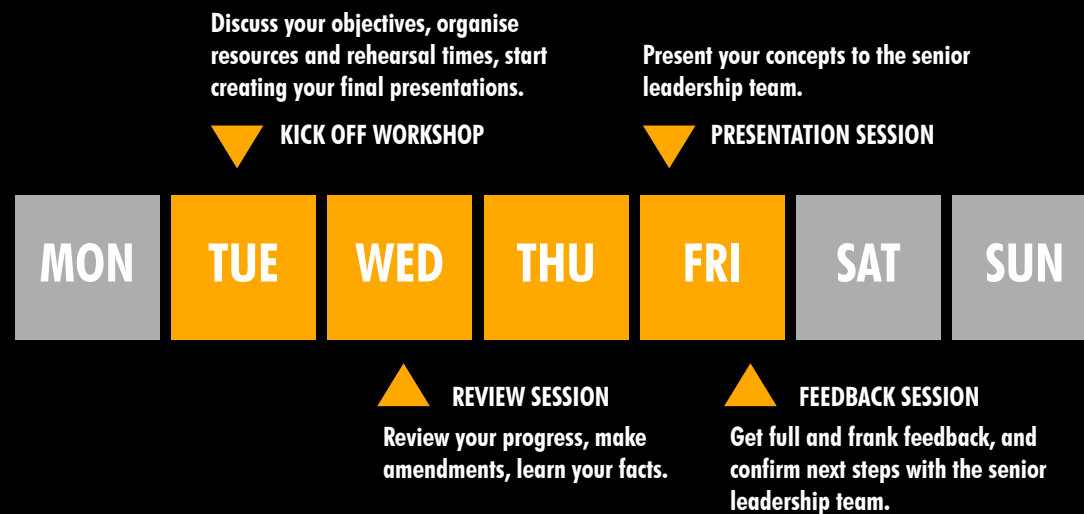 Discuss your objectives, organise
resources and rehearsal times, start
creating your final presentations.
KICK OFF WORKSHOP
Present your concepts to the senior
leadership team.
PRESENTATION SESSION
MON
TUE
WED
THU
FRI
SAT
SUN
REVIEW SESSION
Review your progress, make
amendments, learn your facts.
FEEDBACK SESSION
Get full and frank feedback, and
confirm next steps with the senior
leadership team.